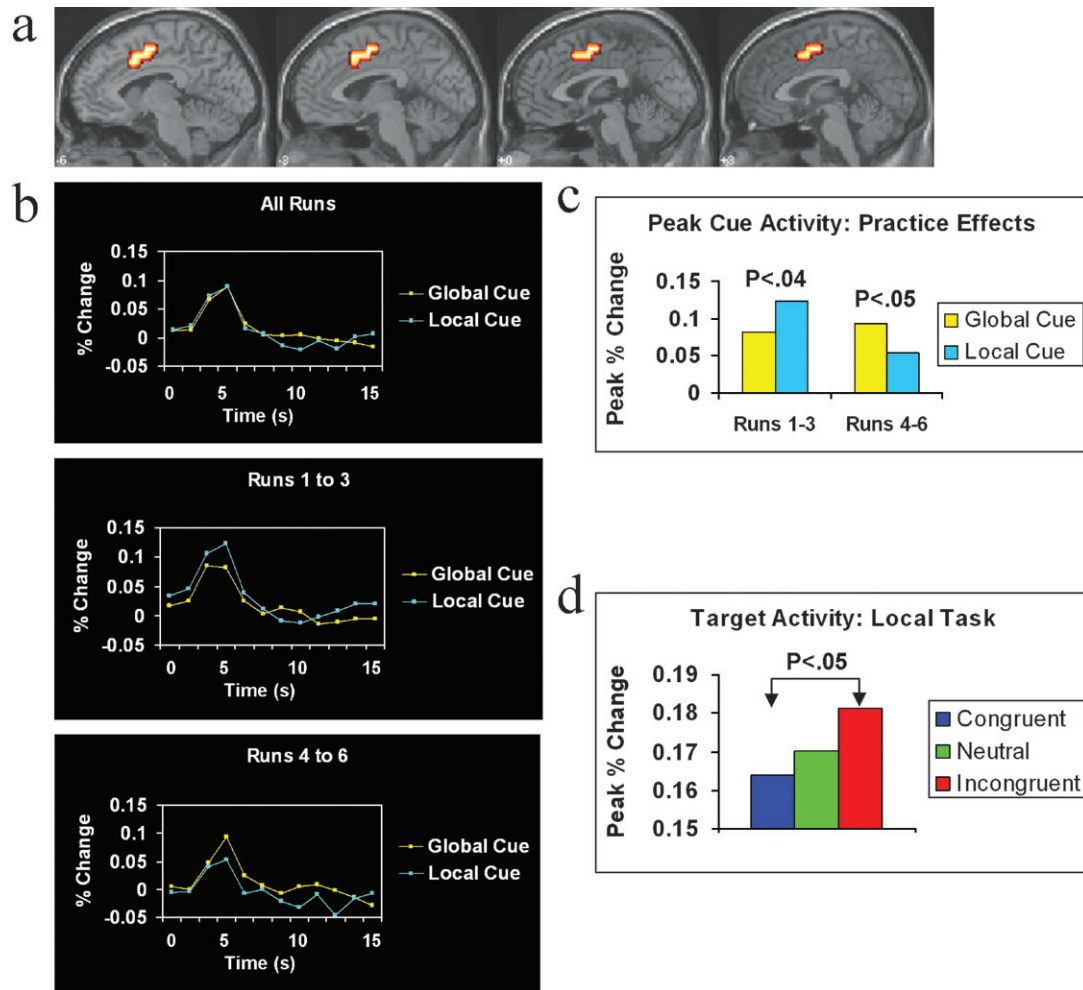 a
-6
-3
+0
+3
b
All Runs
% Change
0.15
0.1
0.05
0
-0.05
0 5 10 15
Time (s)
Global Cue
Local Cue
Runs 1 to 3
% Change
0.15
0.1
0.05
0
-0.05
0 5 10 15
Time (s)
Global Cue
Local Cue
Runs 4 to 6
% Change
0.15
0.1
0.05
0
-0.05
0 5 10 15
Time (s)
Global Cue
Local Cue
c
Peak Cue Activity: Practice Effects
Peak % Change
0.15
0.1
0.05
0
P<.04
P<.05
Runs 1-3 Runs 4-6
Global Cue
Local Cue
d
Target Activity: Local Task
Peak % Change
0.19
0.18
0.17
0.16
0.15
P<.05
Congruent
Neutral
Incongruent